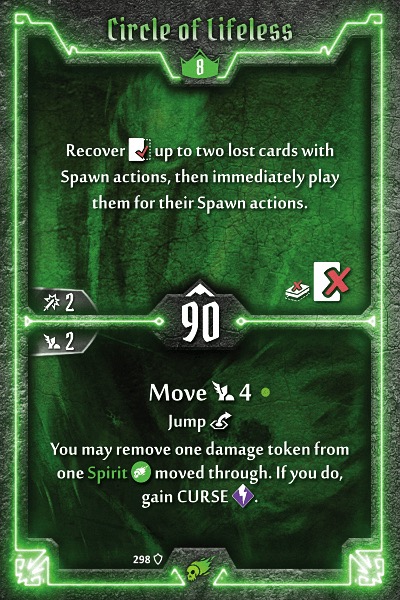 Circle of Lifeless
8
Recover up to two lost cards with
Spawn actions, then immediately play
them for their Spawn actions.
2
90
2
Move 4
Jump
You may remove one damage token from
one Spirit moved through. If you do,
gain CURSE .
298